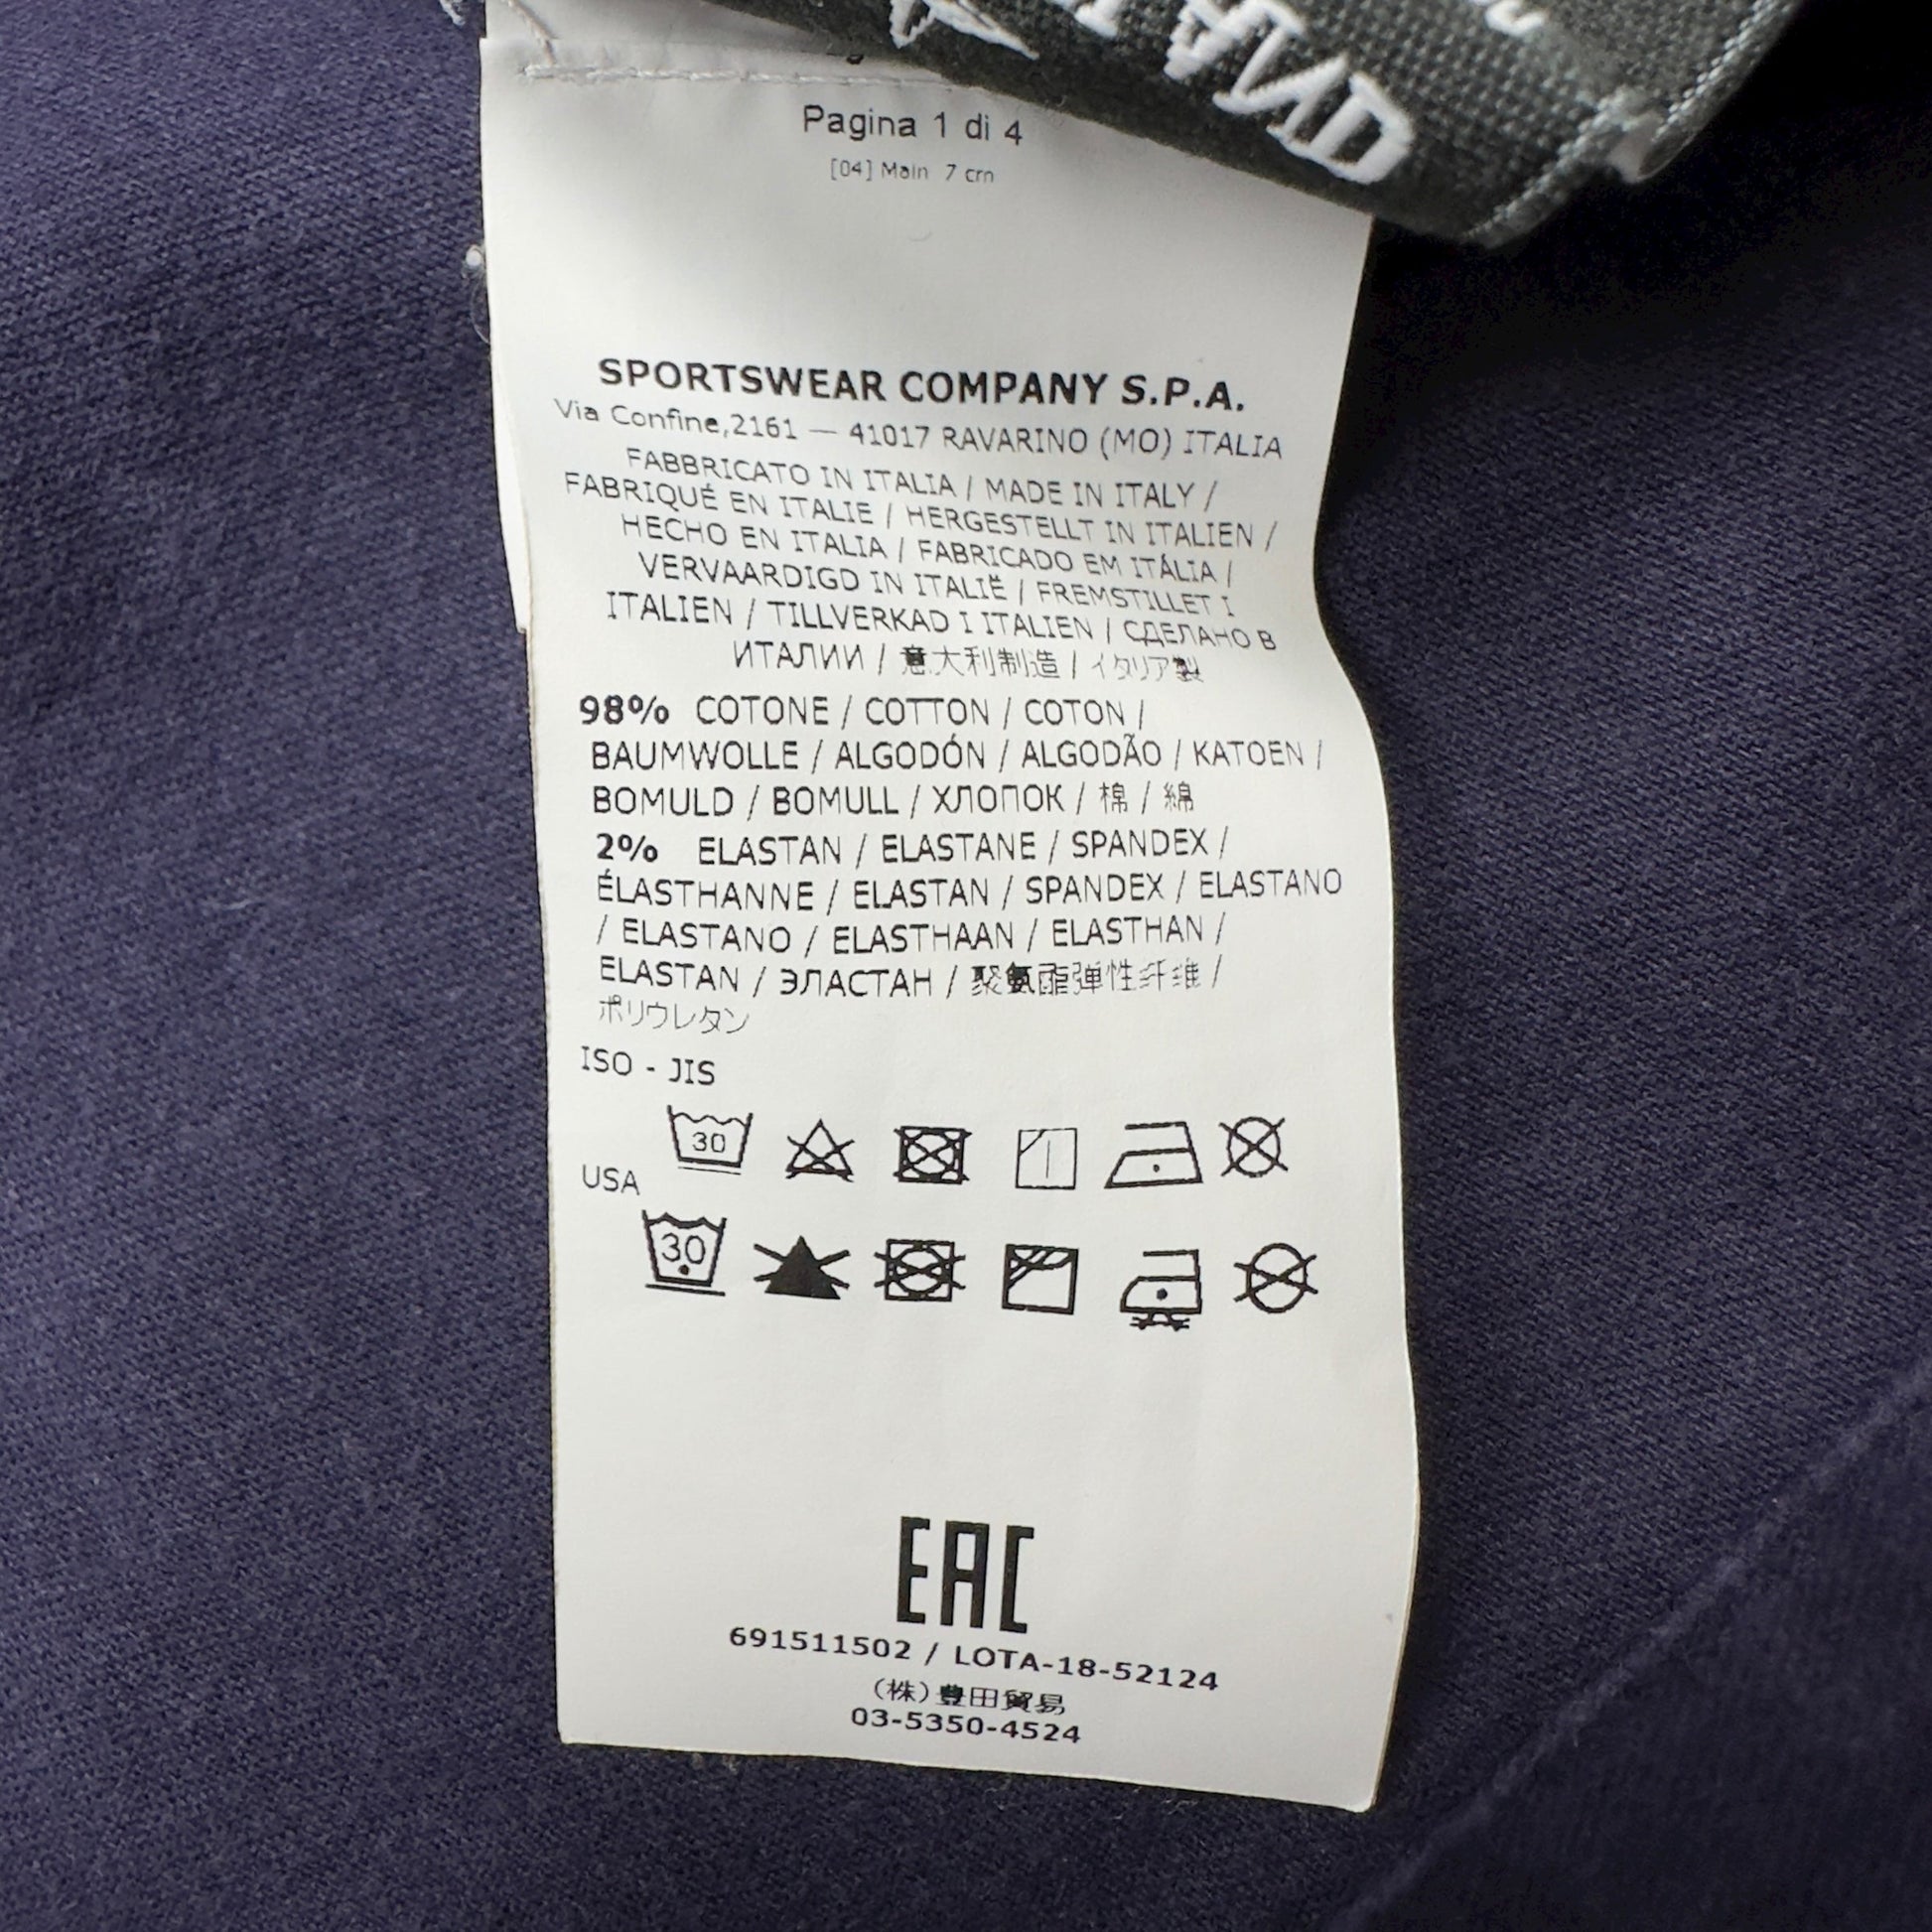 Pagina 1 di 4
[04] Main 7 crn
SPORTSWEAR COMPANY S.P.A.
Via Confine,2161 — 41017 RAVARINO (MO) ITALIA
FABBRICATO IN ITALIA / MADE IN ITALY /
FABRIQUÉ EN ITALIE / HERGESTELLT IN ITALIEN /
HECHO EN ITALIA / FABRICADO EM ITÁLIA /
VERVAARDIGD IN ITALIË / FREMSTILLET I
ITALIEN / TILLVERKAD I ITALIEN / СДЕЛАНО В
ИТАЛИИ / 意大利制造 / イタリア製
98% COTONE / COTTON / COTON /
BAUMWOLLE / ALGODÓN / ALGODÃO / KATOEN /
BOMULD / BOMULL / ХЛОПОК / 棉 / 綿
2% ELASTAN / ELASTANE / SPANDEX /
ÉLASTHANNE / ELASTAN / SPANDEX / ELASTANO
/ ELASTANO / ELASTHAAN / ELASTHAN /
ELASTAN / ЭЛАСТАН / 聚氨酯弹性纤维 /
ポリウレタン
ISO - JIS
30
USA
30
EAC
691511502 / LOTA-18-52124
(株)豊田貿易
03-5350-4524